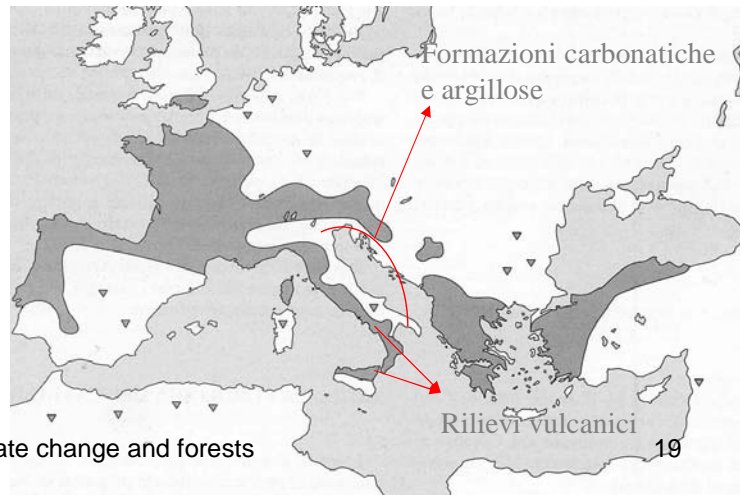 Formazioni carbonatiche
e argillose
Rilievi vulcanici
ate change and forests
19